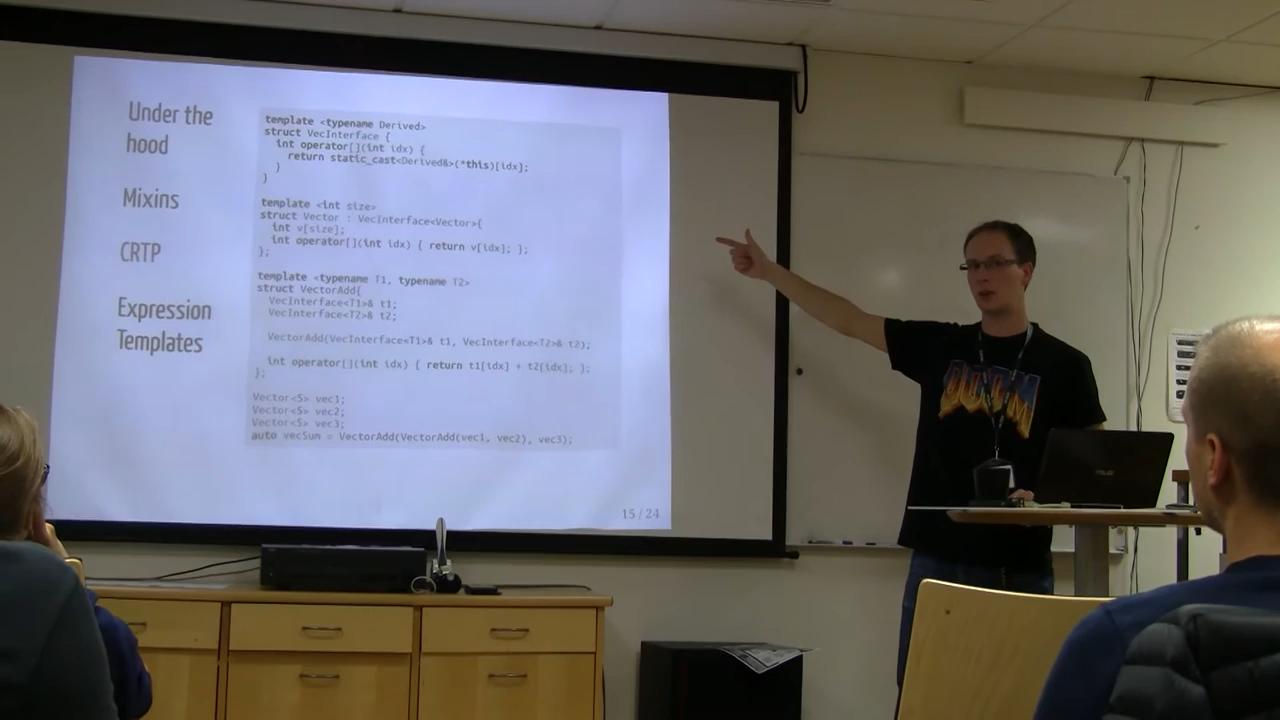 Under the
hood
Mixins
CRTP
Expression
Templates
template <typename Derived>
struct VecInterface {
int operator[](int idx) {
return static_cast<Derived&>(*this)[idx];
}
}
template <int size>
struct Vector : VecInterface<Vector>{
int v[size];
int operator[](int idx) { return v[idx]; };
};
template <typename T1, typename T2>
struct VectorAdd{
VecInterface<T1>& t1;
VecInterface<T2>& t2;
VectorAdd(VecInterface<T1>& t1, VecInterface<T2>& t2);
int operator[](int idx) { return t1[idx] + t2[idx]; };
};
Vector<5> vec1;
Vector<5> vec2;
Vector<5> vec3;
auto vecSum = VectorAdd(VectorAdd(vec1, vec2), vec3);
15 / 24
DOOM
ASUS